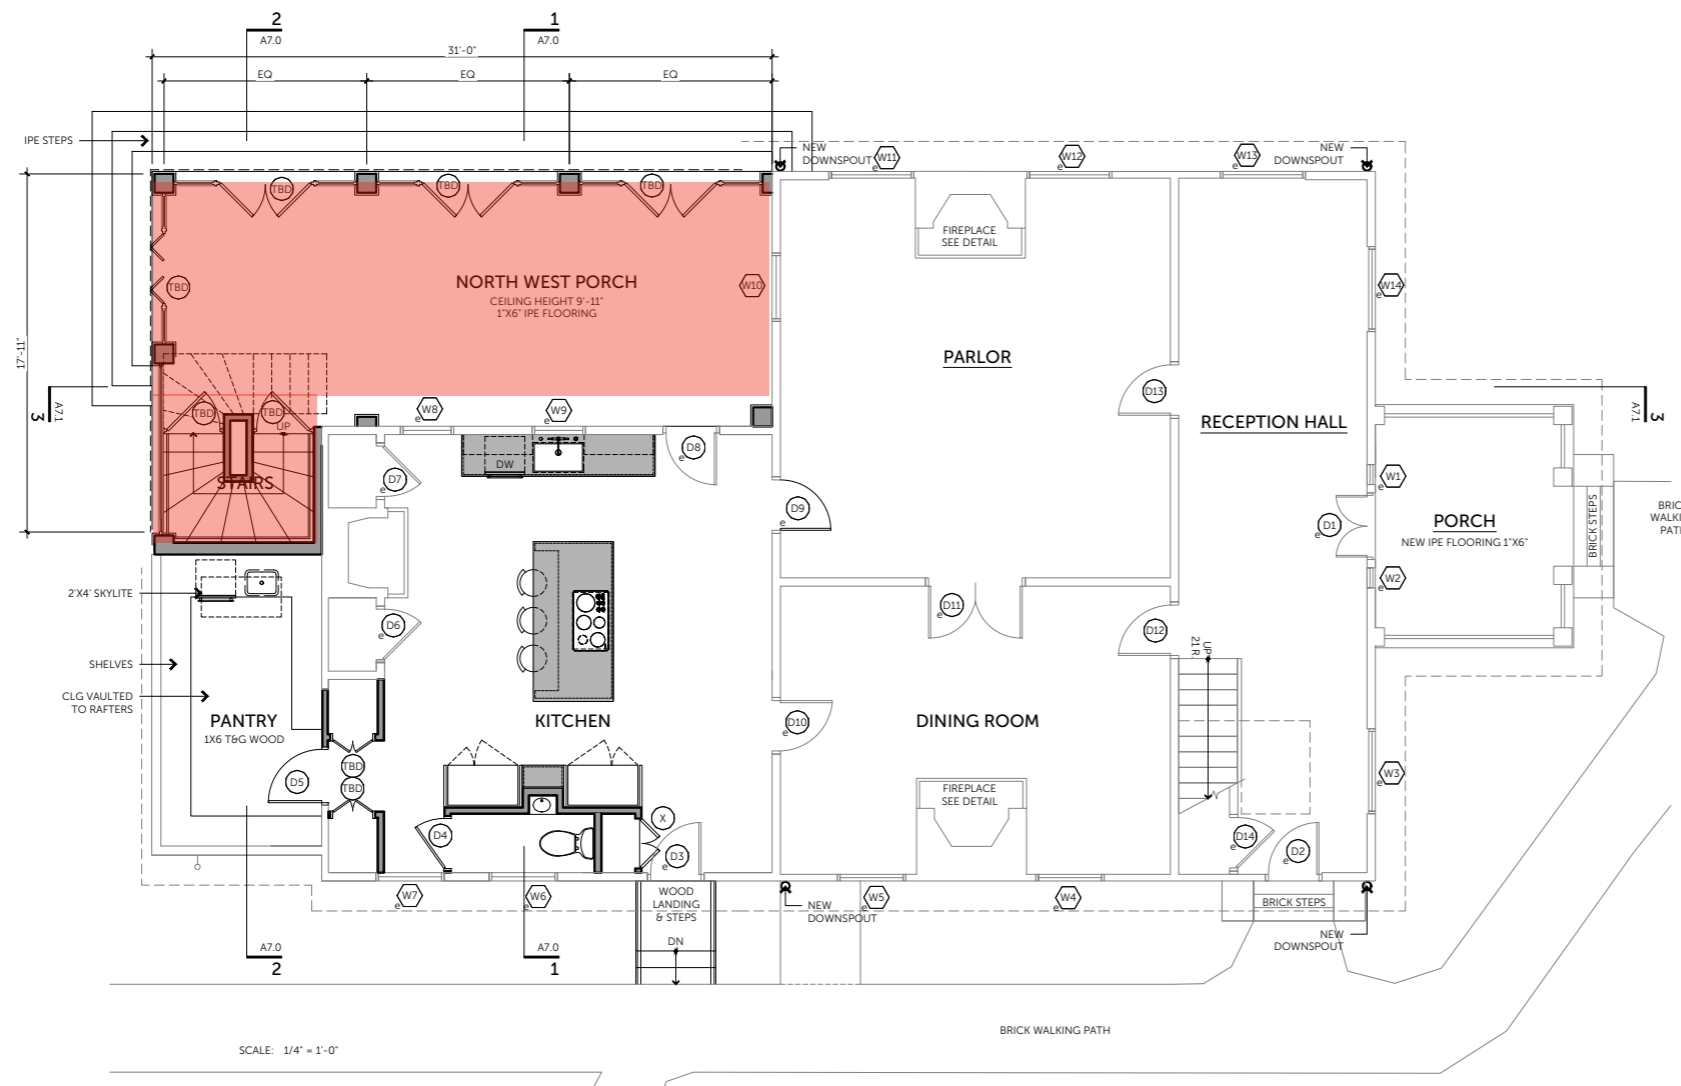 2
A7.0
1
A7.0
31'-0"
EQ
EQ
EQ
IPE STEPS
NEW
DOWNSPOUT
W11
e
W12
e
W13
e
NEW
DOWNSPOUT
TBD
TBD
TBD
FIREPLACE
SEE DETAIL
NORTH WEST PORCH
CEILING HEIGHT 9'-11"
1"X6" IPE FLOORING
TBD
W10
W14
e
17'-11"
PARLOR
D13
e
3
A7.1
3
A7.1
TBD
TBD
UP
W8
e
W9
e
RECEPTION HALL
D8
e
DW
D7
e
STAIRS
W1
e
D9
e
D1
e
PORCH
NEW IPE FLOORING 1"X6"
BRICK STEPS
BRIC
WALKI
PATH
2'X4' SKYLITE
W2
e
D11
e
D6
e
D12
e
UP
21 R.
SHELVES
CLG VAULTED
TO RAFTERS
PANTRY
1X6 T&G WOOD
KITCHEN
D10
e
DINING ROOM
TBD
TBD
D5
W3
e
FIREPLACE
SEE DETAIL
X
D4
D3
e
D14
e
D2
e
W7
e
W6
e
WOOD
LANDING
& STEPS
DN
NEW
DOWNSPOUT
W5
e
W4
e
BRICK STEPS
NEW
DOWNSPOUT
A7.0
2
A7.0
1
BRICK WALKING PATH
SCALE: 1/4" = 1'-0"